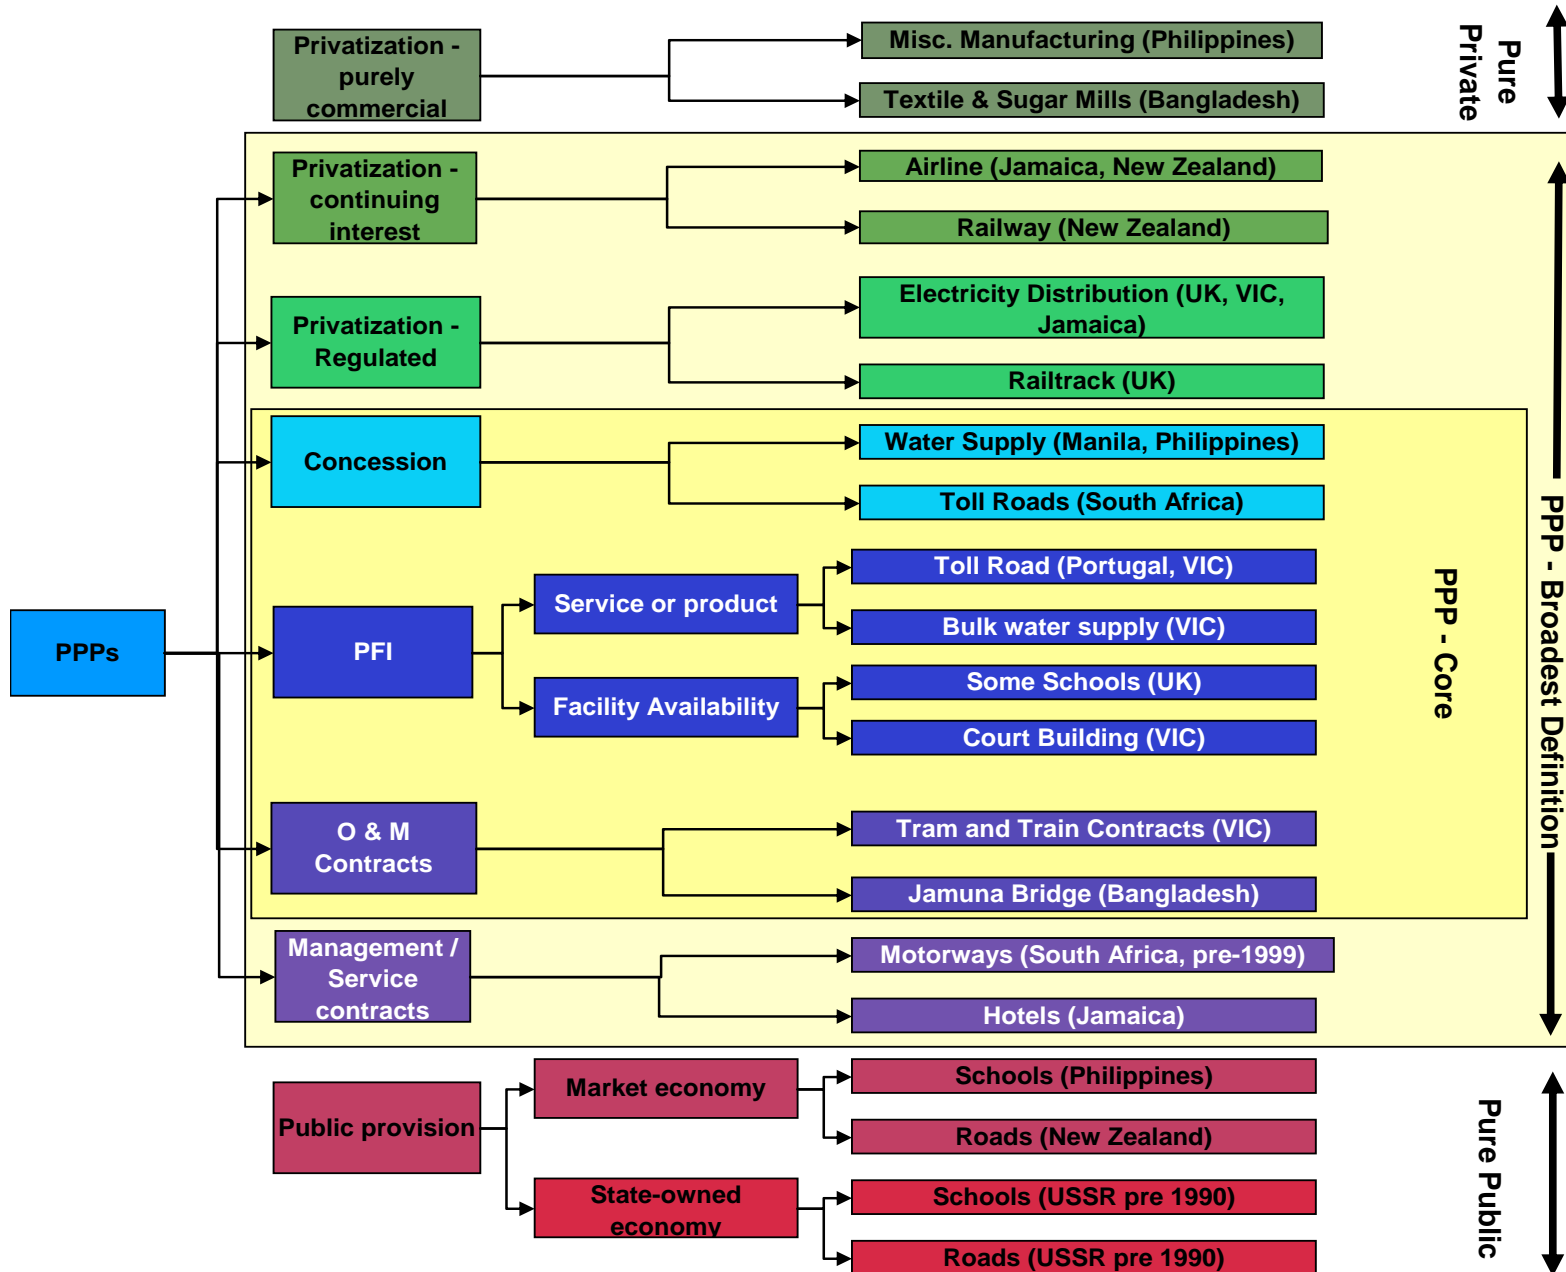 Privatization -
purely
commercial
Misc. Manufacturing (Philippines)
Textile & Sugar Mills (Bangladesh)
Pure
Private
Privatization -
continuing
interest
Airline (Jamaica, New Zealand)
Railway (New Zealand)
Privatization -
Regulated
Electricity Distribution (UK, VIC,
Jamaica)
Railtrack (UK)
Concession
Water Supply (Manila, Philippines)
Toll Roads (South Africa)
PPPs
PFI
Service or product
Toll Road (Portugal, VIC)
Bulk water supply (VIC)
Facility Availability
Some Schools (UK)
Court Building (VIC)
PPP - Core
PPP - Broadest Definition
O & M
Contracts
Tram and Train Contracts (VIC)
Jamuna Bridge (Bangladesh)
Management /
Service
contracts
Motorways (South Africa, pre-1999)
Hotels (Jamaica)
Public provision
Market economy
Schools (Philippines)
Roads (New Zealand)
State-owned
economy
Schools (USSR pre 1990)
Roads (USSR pre 1990)
Pure Public